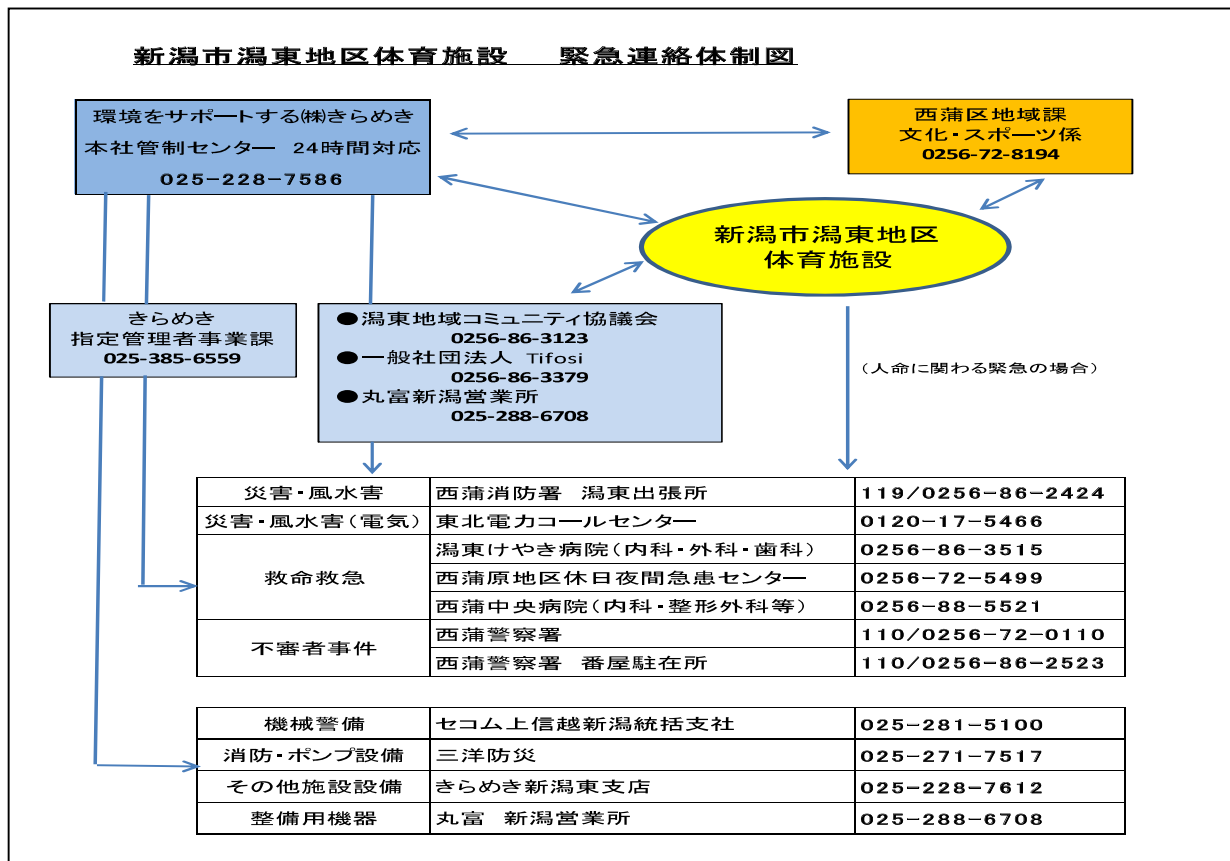 新潟市潟東地区体育施設　緊急連絡体制図
環境をサポートする㈱きらめき
本社管制センター 24時間対応
025-228-7586
西蒲区地域課
文化・スポーツ係
0256-72-8194
新潟市潟東地区
体育施設
きらめき
指定管理者事業課
025-385-6559
●潟東地域コミュニティ協議会
0256-86-3123
●一般社団法人 Tifosi
0256-86-3379
●丸富新潟営業所
025-288-6708
（人命に関わる緊急の場合）
災害・風水害 西蒲消防署 潟東出張所 119/0256-86-2424
災害・風水害（電気） 東北電力コールセンター 0120-17-5466
救命救急
潟東けやき病院（内科・外科・歯科） 0256-86-3515
西蒲原地区休日夜間急患センター 0256-72-5499
西蒲中央病院（内科・整形外科等） 0256-88-5521
不審者事件
西蒲警察署 110/0256-72-0110
西蒲警察署 番屋駐在所 110/0256-86-2523
機械警備 セコム上信越新潟統括支社 025-281-5100
消防・ポンプ設備 三洋防災 025-271-7517
その他施設設備 きらめき新潟東支店 025-228-7612
整備用機器 丸富 新潟営業所 025-288-6708